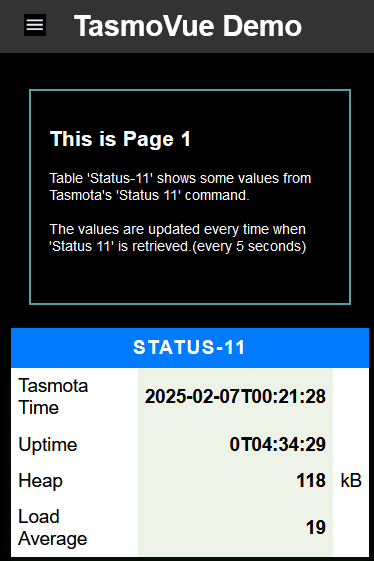 TasmoVue Demo
This is Page 1
Table 'Status-11' shows some values from
Tasmota's 'Status 11' command.
The values are updated every time when
'Status 11' is retrieved.(every 5 seconds)
STATUS-11
Tasmota
Time
2025-02-07T00:21:28
Uptime
0T04:34:29
Heap
118
kB
Load
Average
19